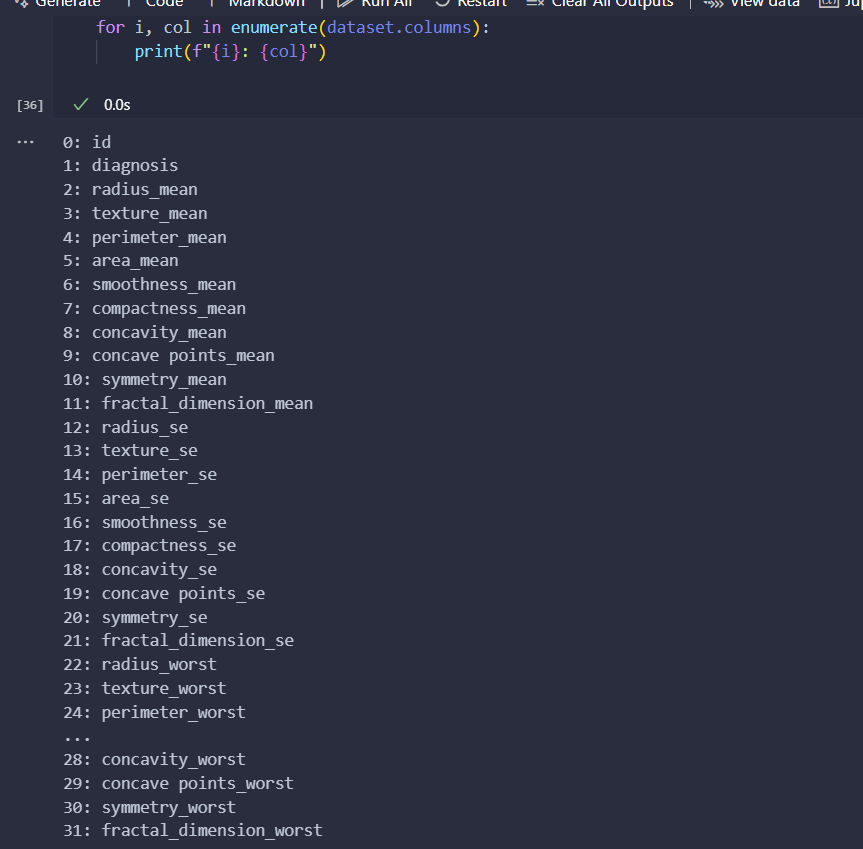 Generate Code Markdown | Run All Restart Clear All Outputs | View data
for i, col in enumerate(dataset.columns):
print(f"{i}: {col}")
[36] ✓ 0.0s
... 0: id
1: diagnosis
2: radius_mean
3: texture_mean
4: perimeter_mean
5: area_mean
6: smoothness_mean
7: compactness_mean
8: concavity_mean
9: concave points_mean
10: symmetry_mean
11: fractal_dimension_mean
12: radius_se
13: texture_se
14: perimeter_se
15: area_se
16: smoothness_se
17: compactness_se
18: concavity_se
19: concave points_se
20: symmetry_se
21: fractal_dimension_se
22: radius_worst
23: texture_worst
24: perimeter_worst
...
28: concavity_worst
29: concave points_worst
30: symmetry_worst
31: fractal_dimension_worst